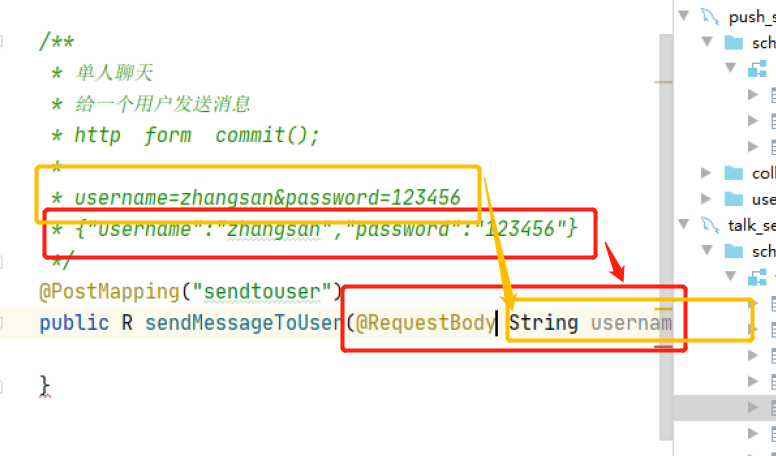 /**
* 单人聊天
* 给一个用户发送消息
* http form commit();
*
* username=zhangsan&password=123456
* {"username":"zhangsan","password":"123456"}
*/
@PostMapping("sendtouser")
public R sendMessageToUser(@RequestBody String usernam
}
push_s
sch
coll
use
talk_se
sch